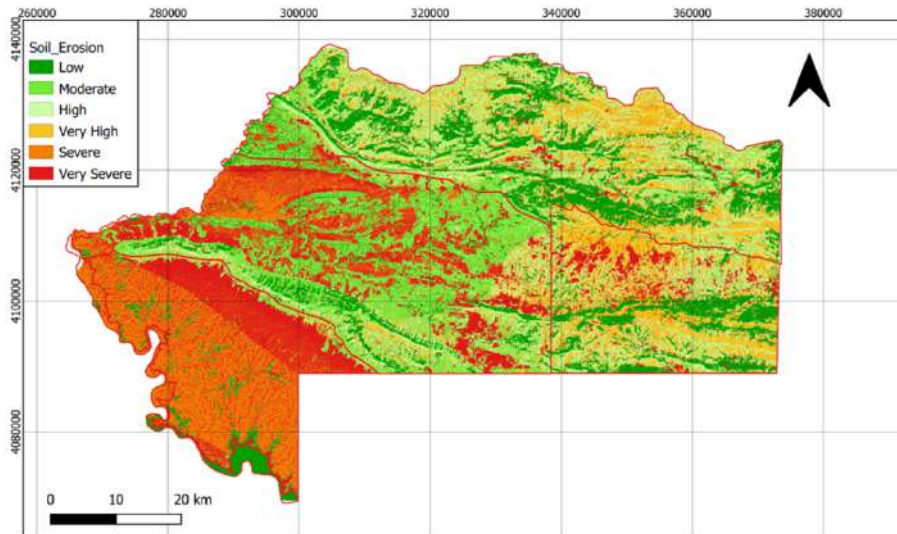 260000 280000 300000 320000 340000 360000 380000
4140000
4120000
4100000
4080000
Soil_Erosion
Low
Moderate
High
Very High
Severe
Very Severe
0 10 20 km